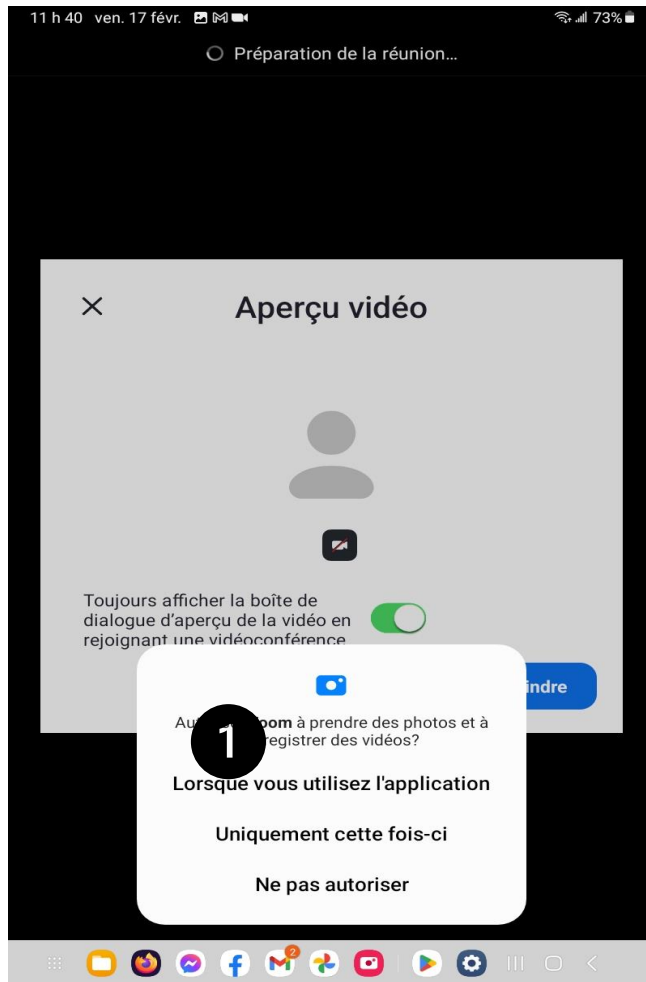 11 h 40 ven. 17 févr. 73%
Préparation de la réunion...
Aperçu vidéo
Toujours afficher la boîte de
dialogue d'aperçu de la vidéo en
rejoignant une vidéoconférence
indre
Au oom à prendre des photos et à
registrer des vidéos?
1
Lorsque vous utilisez l'application
Uniquement cette fois-ci
Ne pas autoriser
2